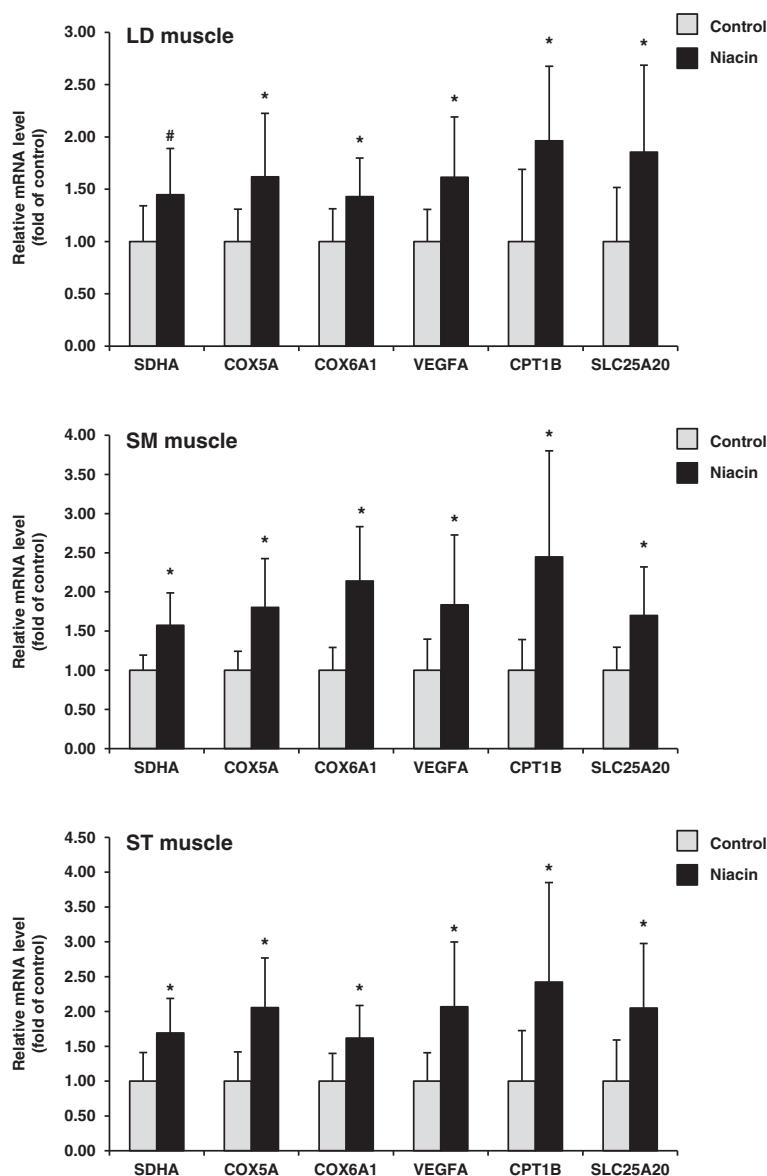 LD muscle
Control
Niacin
Relative mRNA level
(fold of control)
3.00
2.50
2.00
1.50
1.00
0.50
0.00
# * * * * *
SDHA COX5A COX6A1 VEGFA CPT1B SLC25A20
SM muscle
Control
Niacin
Relative mRNA level
(fold of control)
4.00
3.50
3.00
2.50
2.00
1.50
1.00
0.50
0.00
* * * * * *
SDHA COX5A COX6A1 VEGFA CPT1B SLC25A20
ST muscle
Control
Niacin
Relative mRNA level
(fold of control)
4.50
4.00
3.50
3.00
2.50
2.00
1.50
1.00
0.50
0.00
* * * * * *
SDHA COX5A COX6A1 VEGFA CPT1B SLC25A20